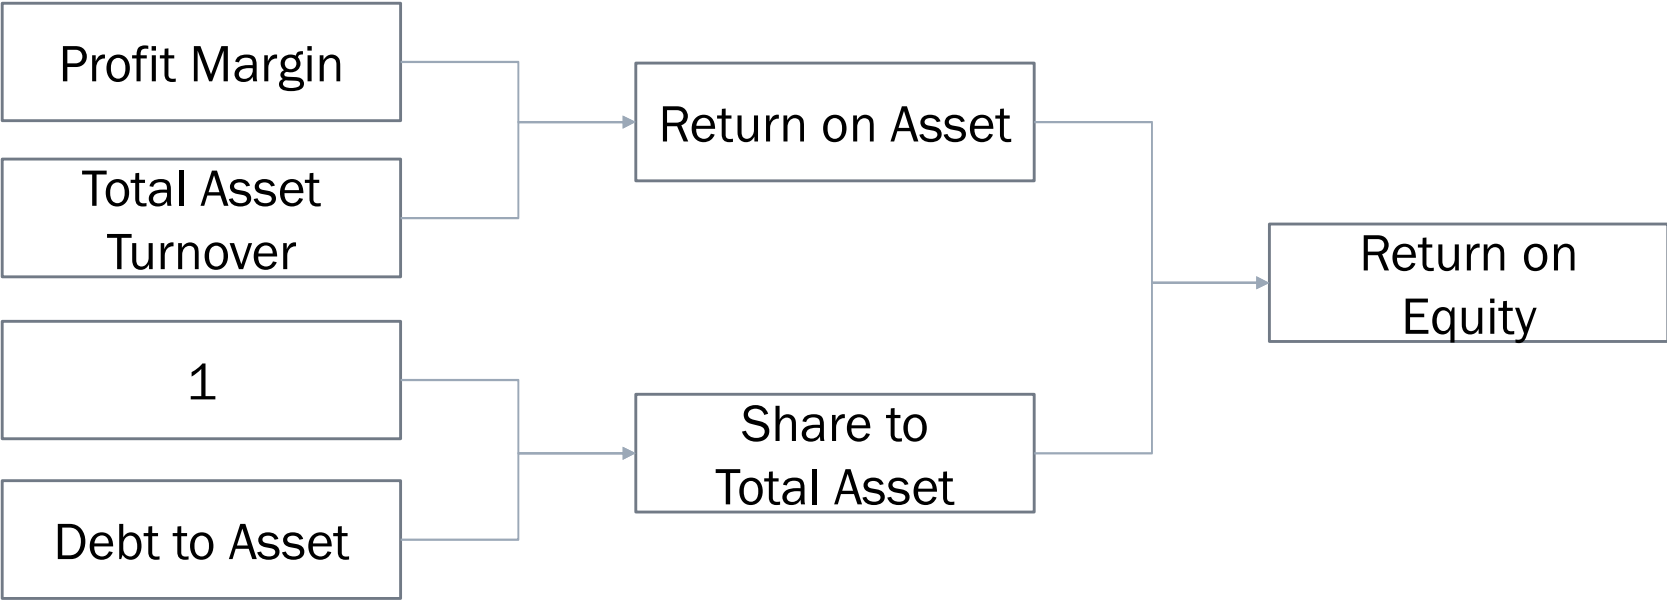 Profit Margin
Total Asset
Turnover
1
Debt to Asset
Return on Asset
Share to
Total Asset
Return on
Equity